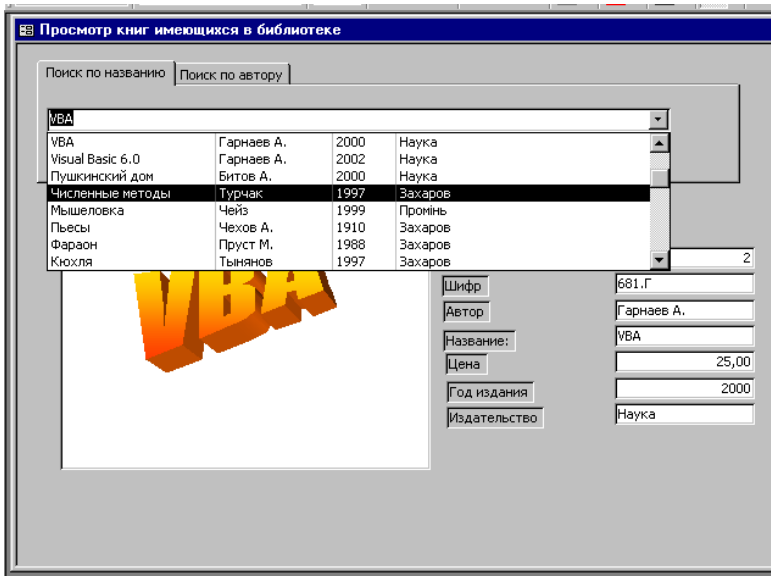 Просмотр книг имеющихся в библиотеке
Поиск по названию Поиск по автору
VBA
VBA Гарнаев А. 2000 Наука
Visual Basic 6.0 Гарнаев А. 2002 Наука
Пушкинский дом Битов А. 2000 Наука
Численные методы Турчак 1997 Захаров
Мышеловка Чейз 1999 Промінь
Пьесы Чехов А. 1910 Захаров
Фараон Пруст М. 1988 Захаров
Кюхля Тынянов 1997 Захаров
2
VBA
Шифр 681.Г
Автор Гарнаев А.
Название: VBA
Цена 25,00
Год издания 2000
Издательство Наука